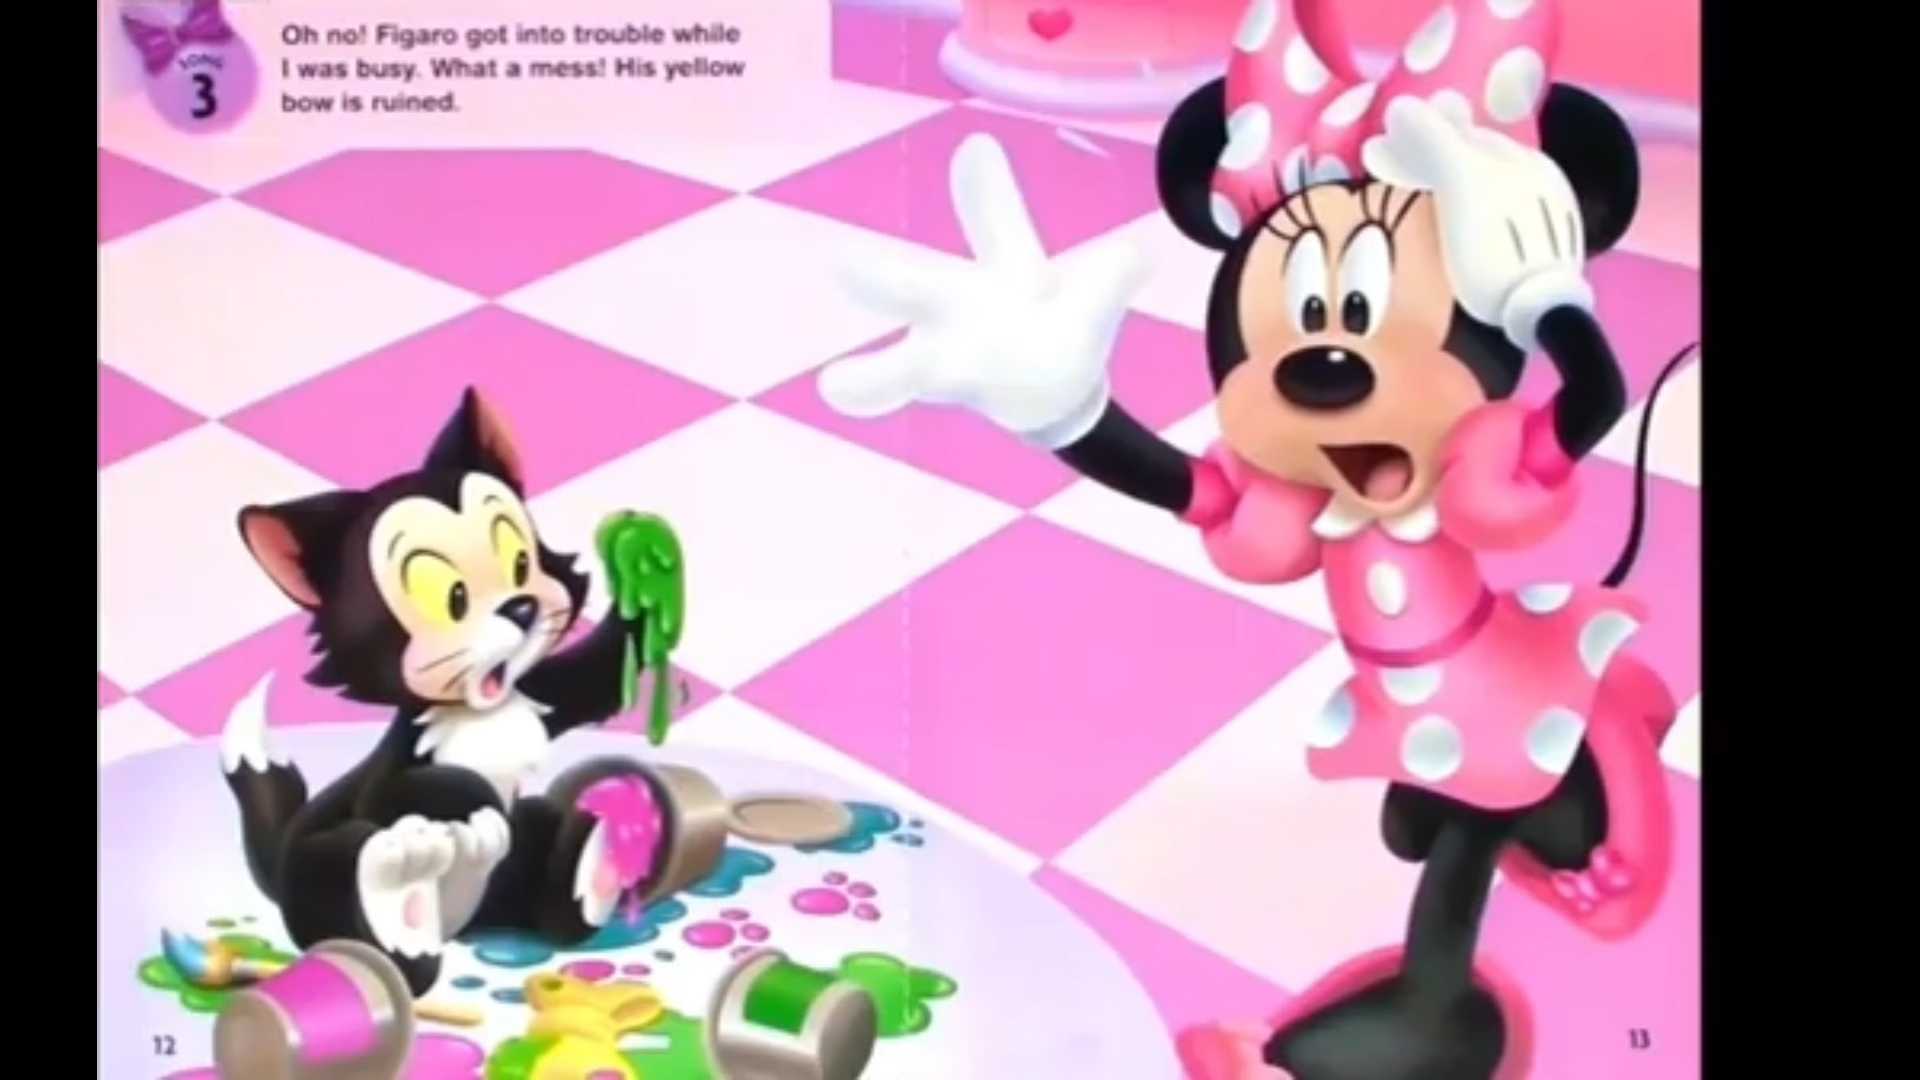 SONG
3
Oh no! Figaro got into trouble while
I was busy. What a mess! His yellow
bow is ruined.
12
13